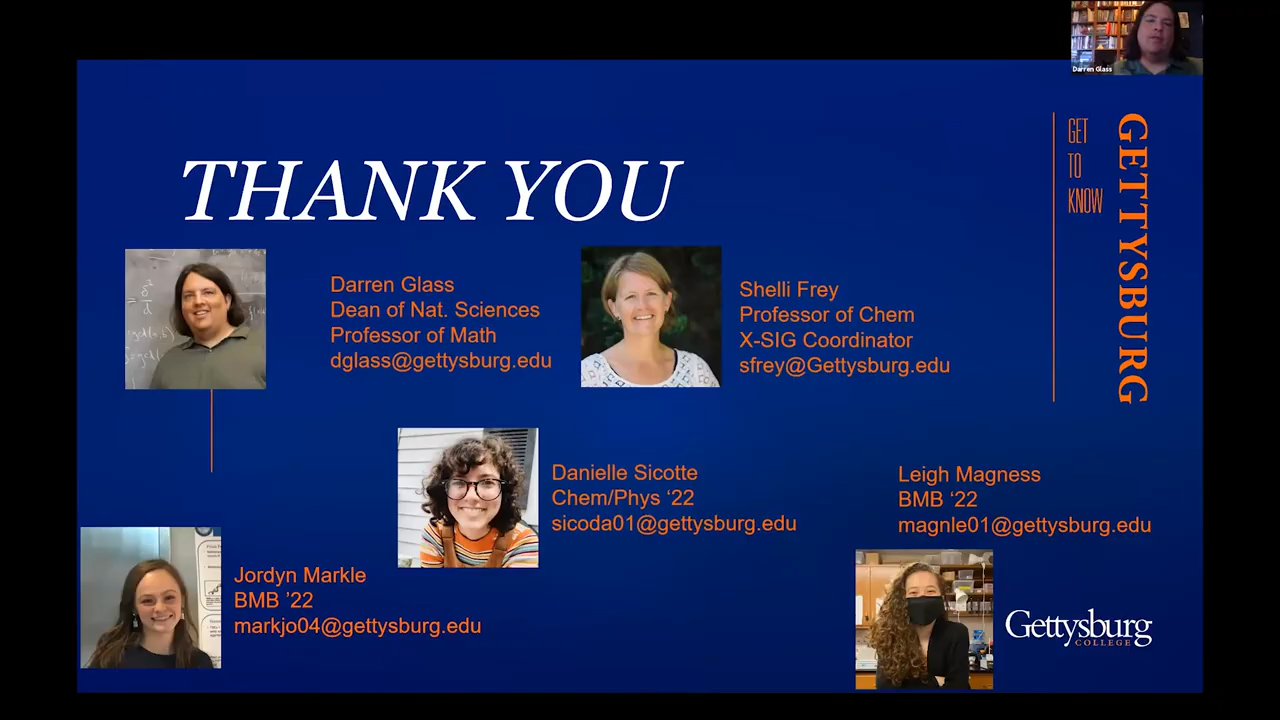 Darren Glass
THANK YOU
GET
TO
KNOW
GETTYSBURG
Darren Glass
Dean of Nat. Sciences
Professor of Math
dglass@gettysburg.edu
Shelli Frey
Professor of Chem
X-SIG Coordinator
sfrey@Gettysburg.edu
Danielle Sicotte
Chem/Phys ‘22
sicoda01@gettysburg.edu
Leigh Magness
BMB ‘22
magnle01@gettysburg.edu
Jordyn Markle
BMB ’22
markjo04@gettysburg.edu
Gettysburg
COLLEGE